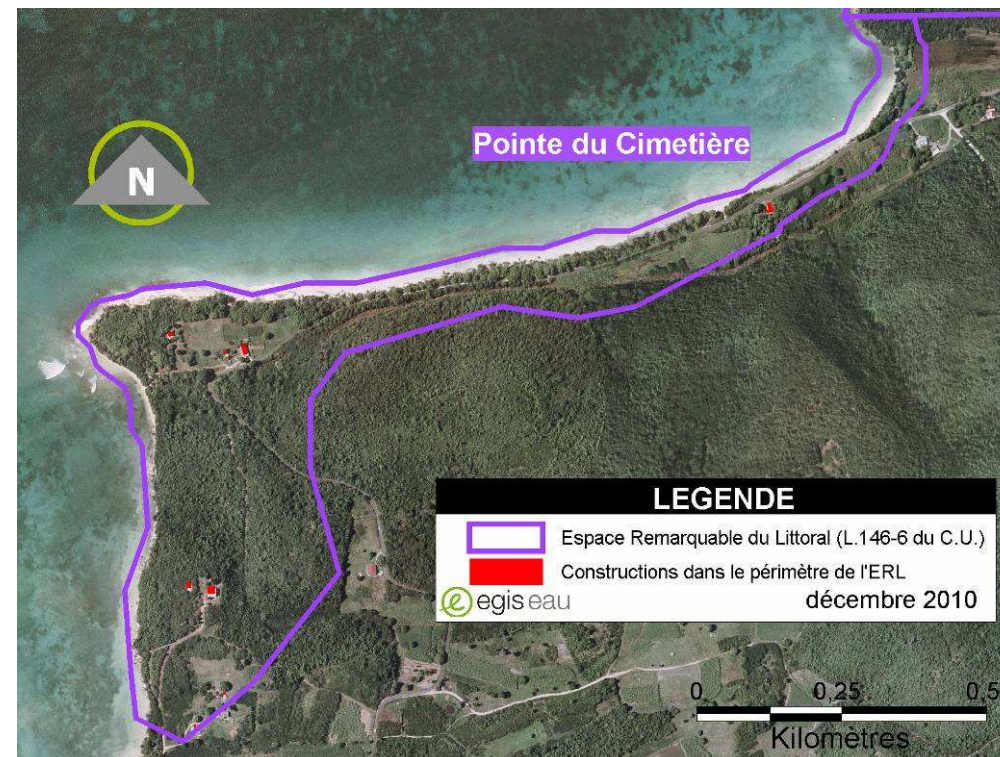 Pointe du Cimetière
N
LEGENDE
Espace Remarquable du Littoral (L.146-6 du C.U.)
Constructions dans le périmètre de l'ERL
egis eau
décembre 2010
0 0,25 0,5
Kilomètres